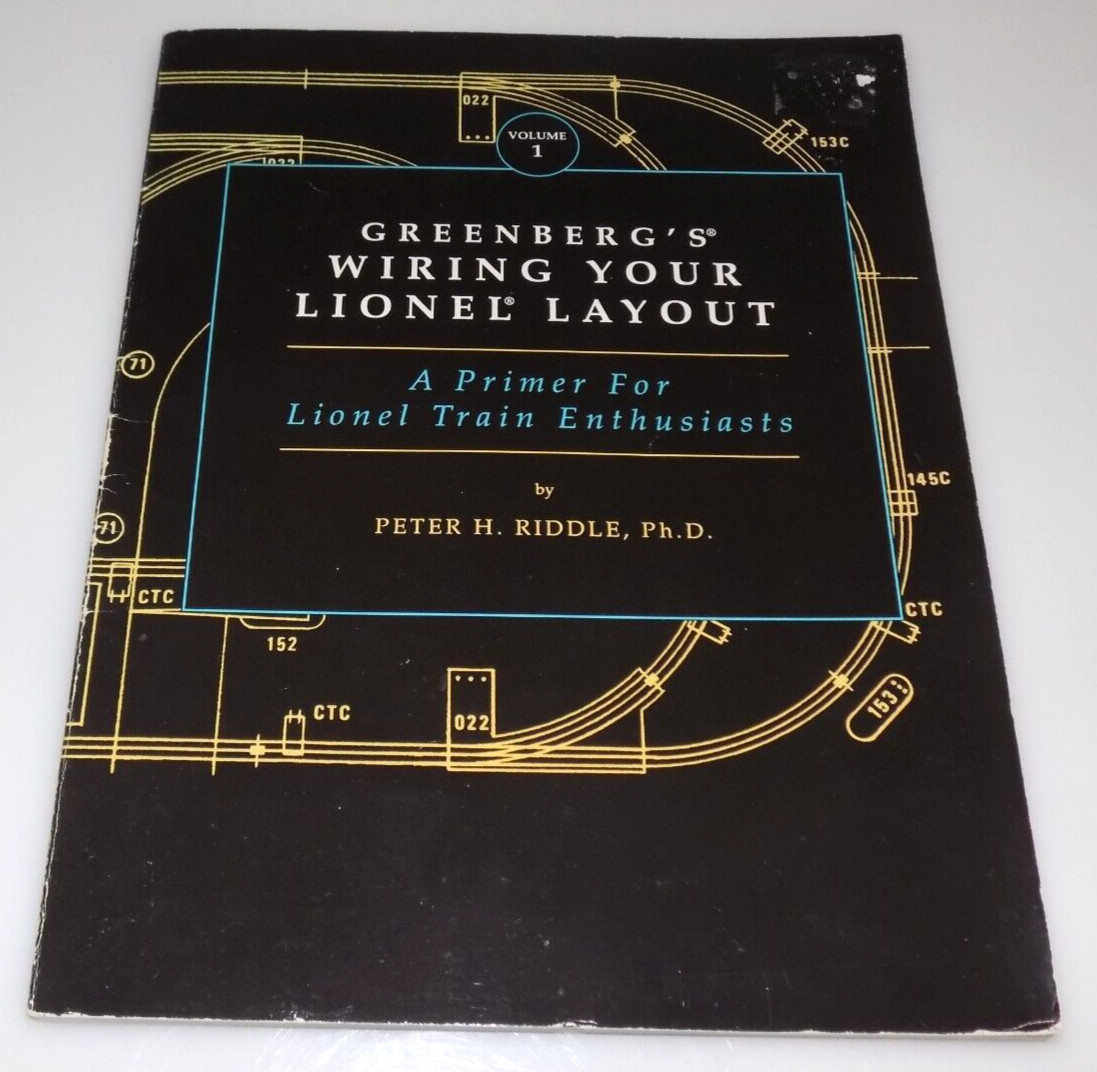 022
VOLUME
1
153C
1022
GREENBERG'S®
WIRING YOUR
LIONEL® LAYOUT
71
A Primer For
Lionel Train Enthusiasts
by
PETER H. RIDDLE, Ph.D.
145C
71
CTC
CTC
152
CTC
022
153